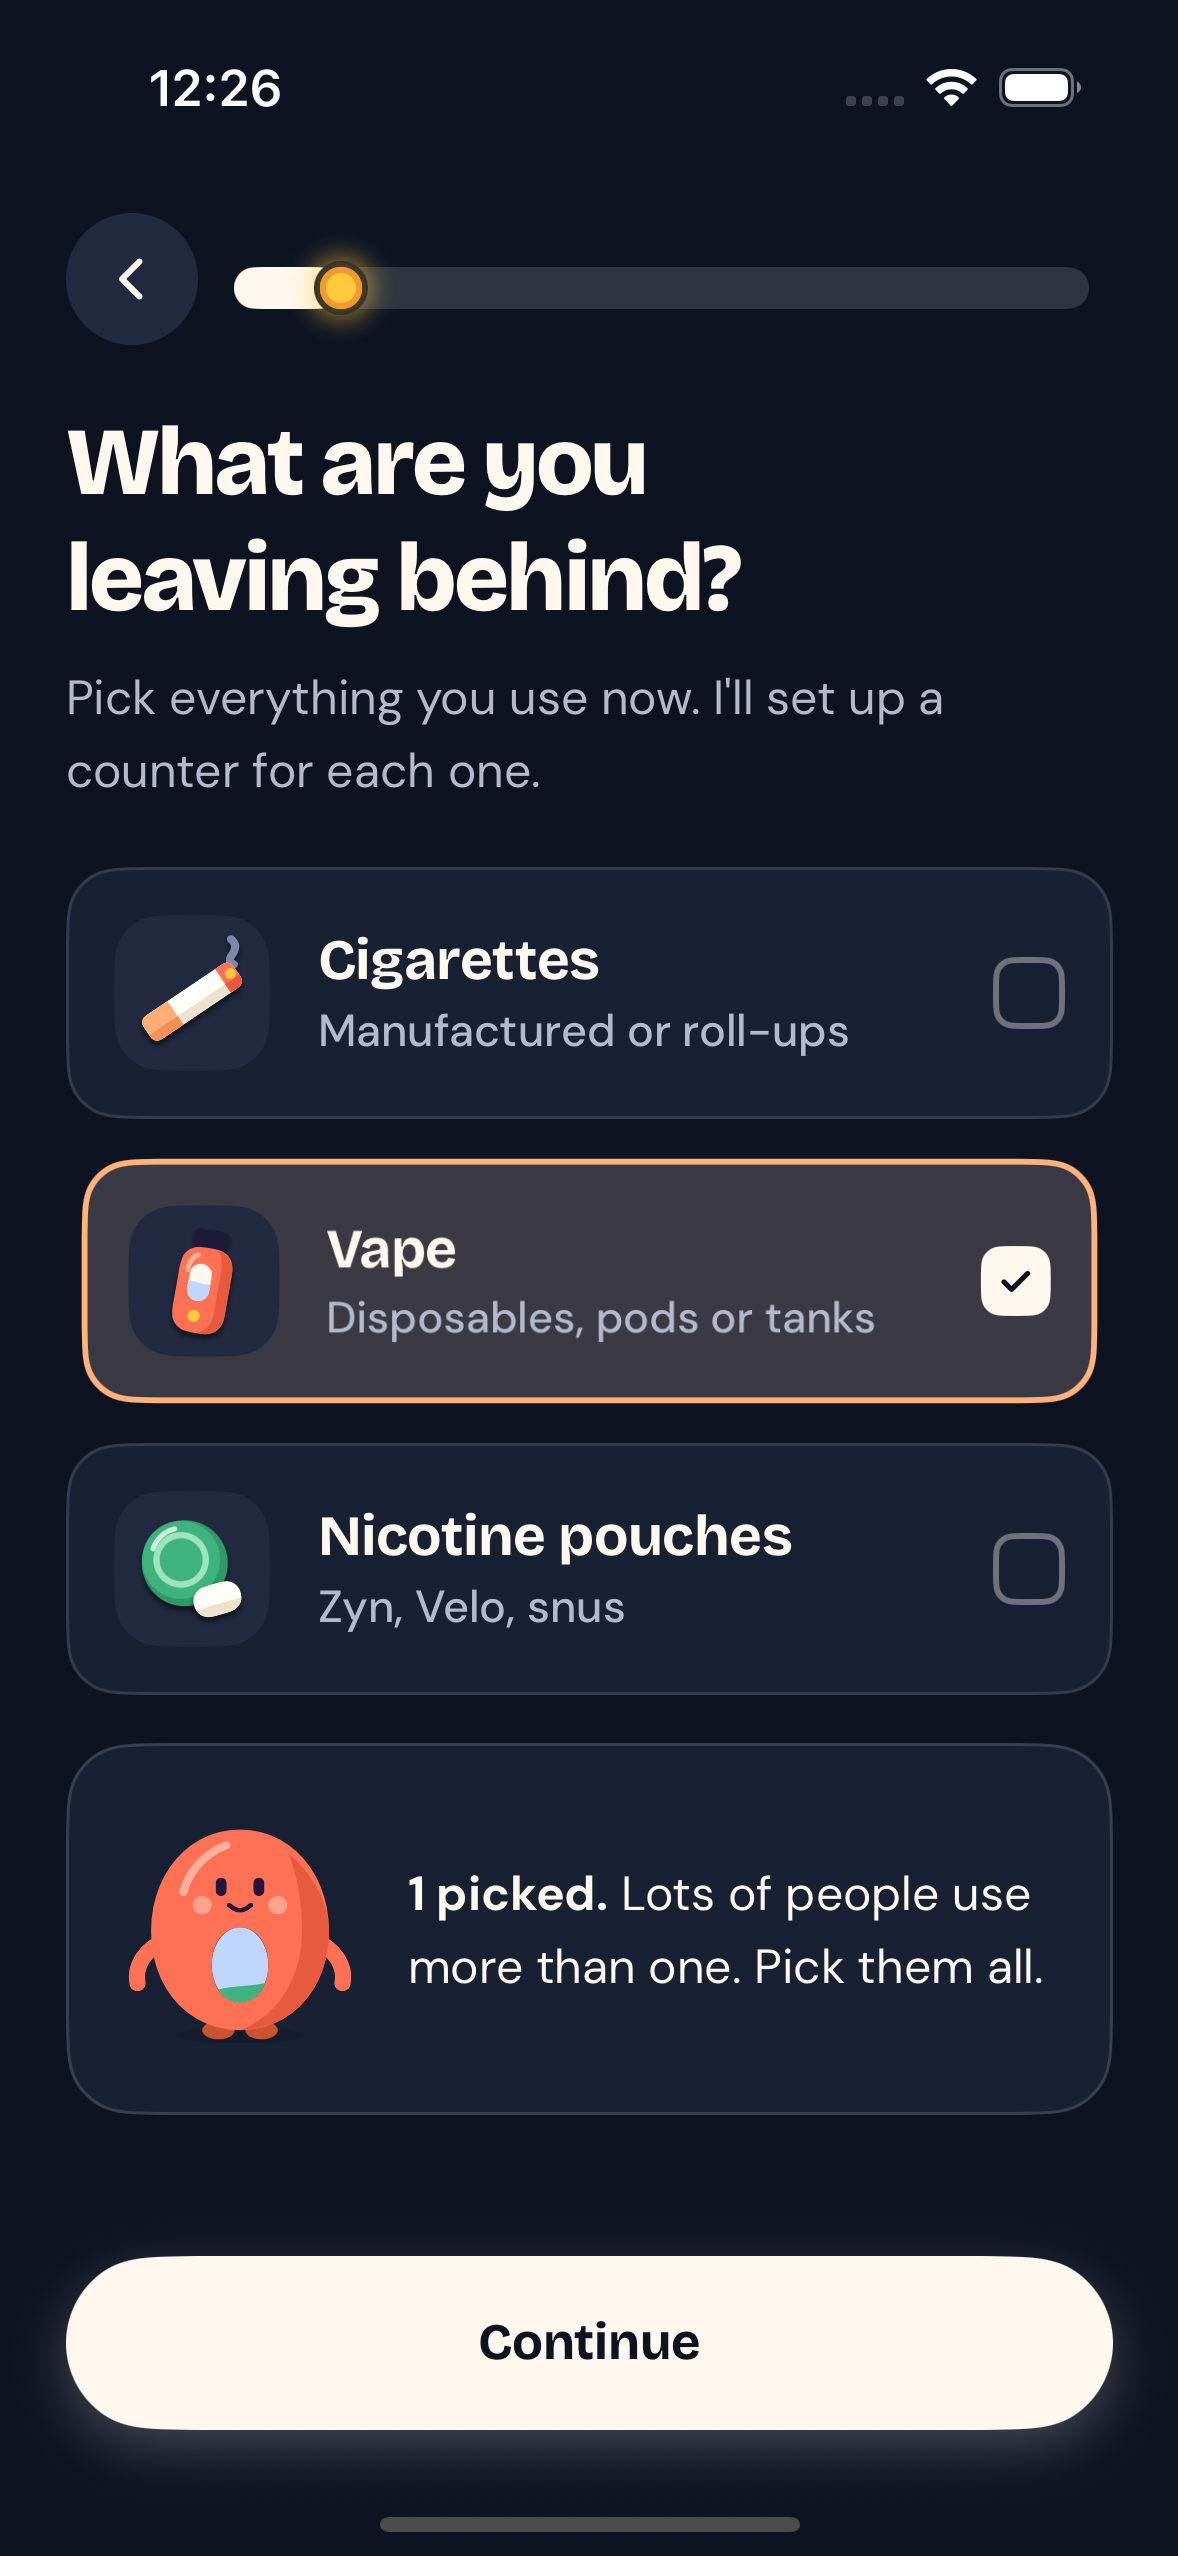 12:26
What are you
leaving behind?
Pick everything you use now. I'll set up a
counter for each one.
Cigarettes
Manufactured or roll-ups
Vape
Disposables, pods or tanks
Nicotine pouches
Zyn, Velo, snus
1 picked. Lots of people use
more than one. Pick them all.
Continue